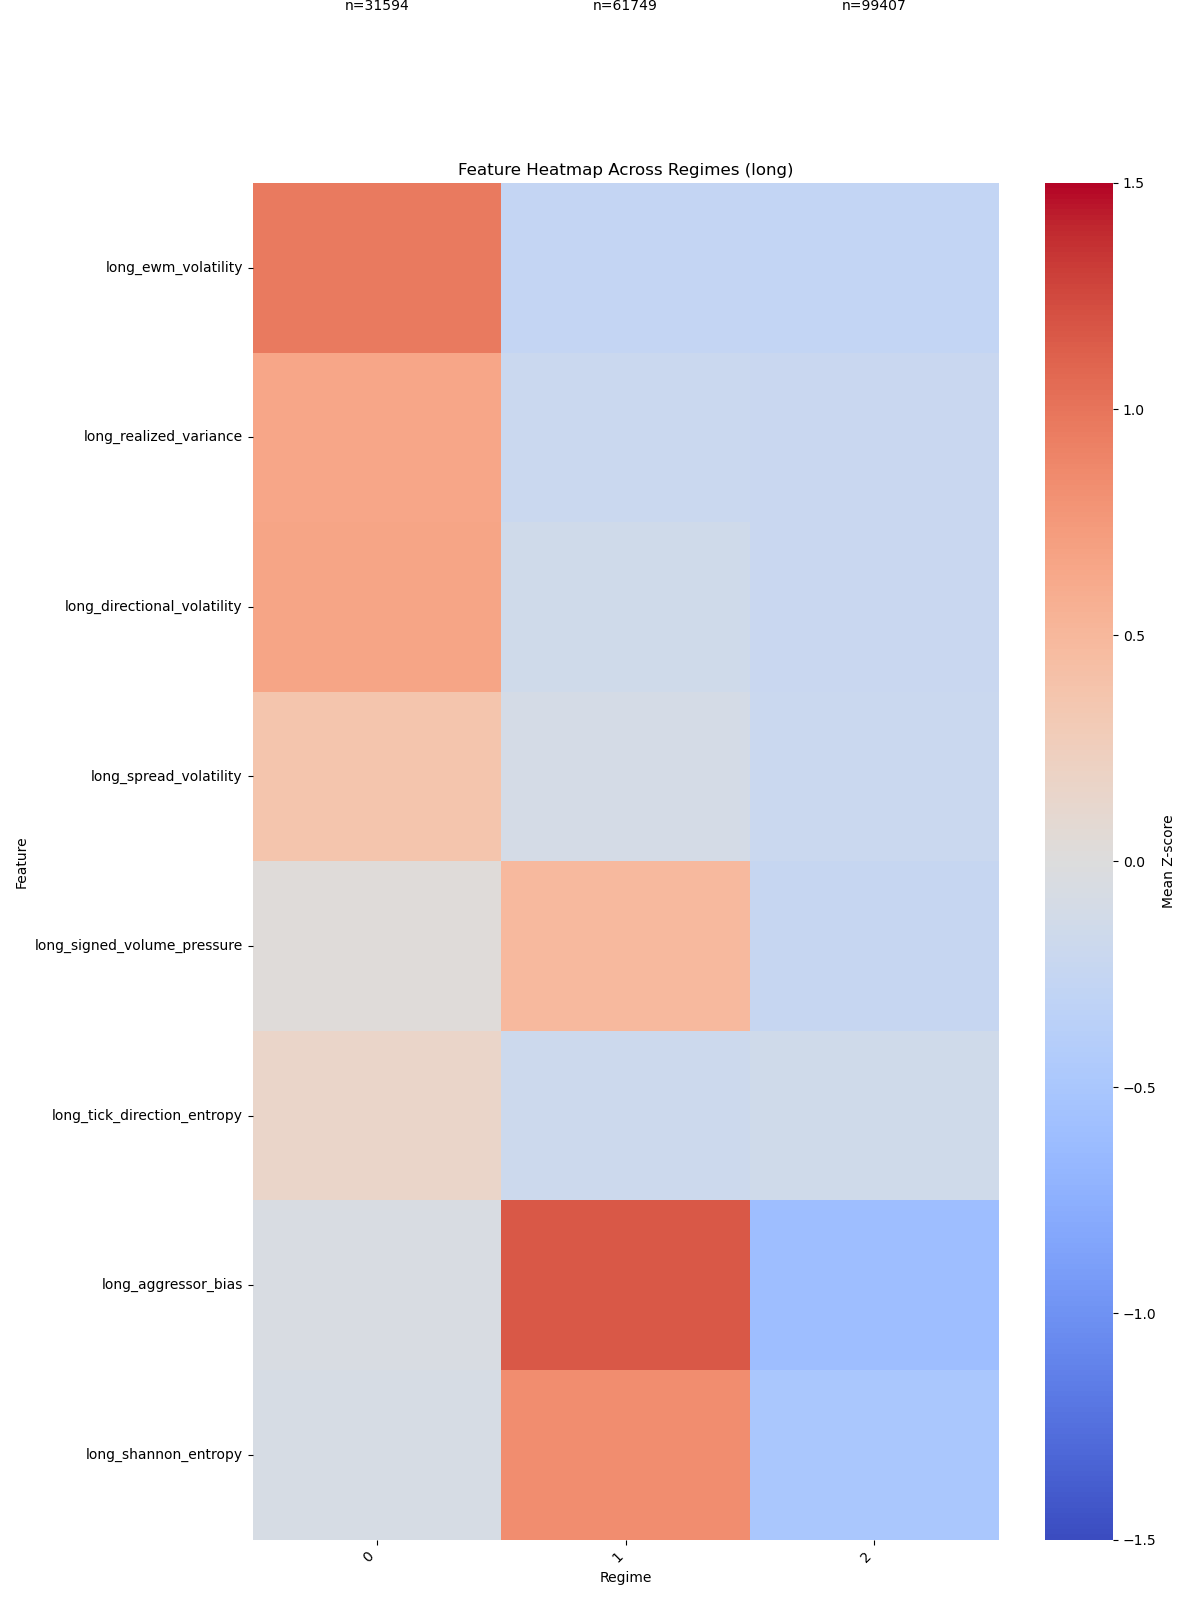 n=31594 n=61749 n=99407
Feature Heatmap Across Regimes (long)
long_ewm_volatility
long_realized_variance
long_directional_volatility
long_spread_volatility
long_signed_volume_pressure
long_tick_direction_entropy
long_aggressor_bias
long_shannon_entropy
Feature
0 1 2
Regime
1.5
1.0
0.5
0.0
−0.5
−1.0
−1.5
Mean Z-score